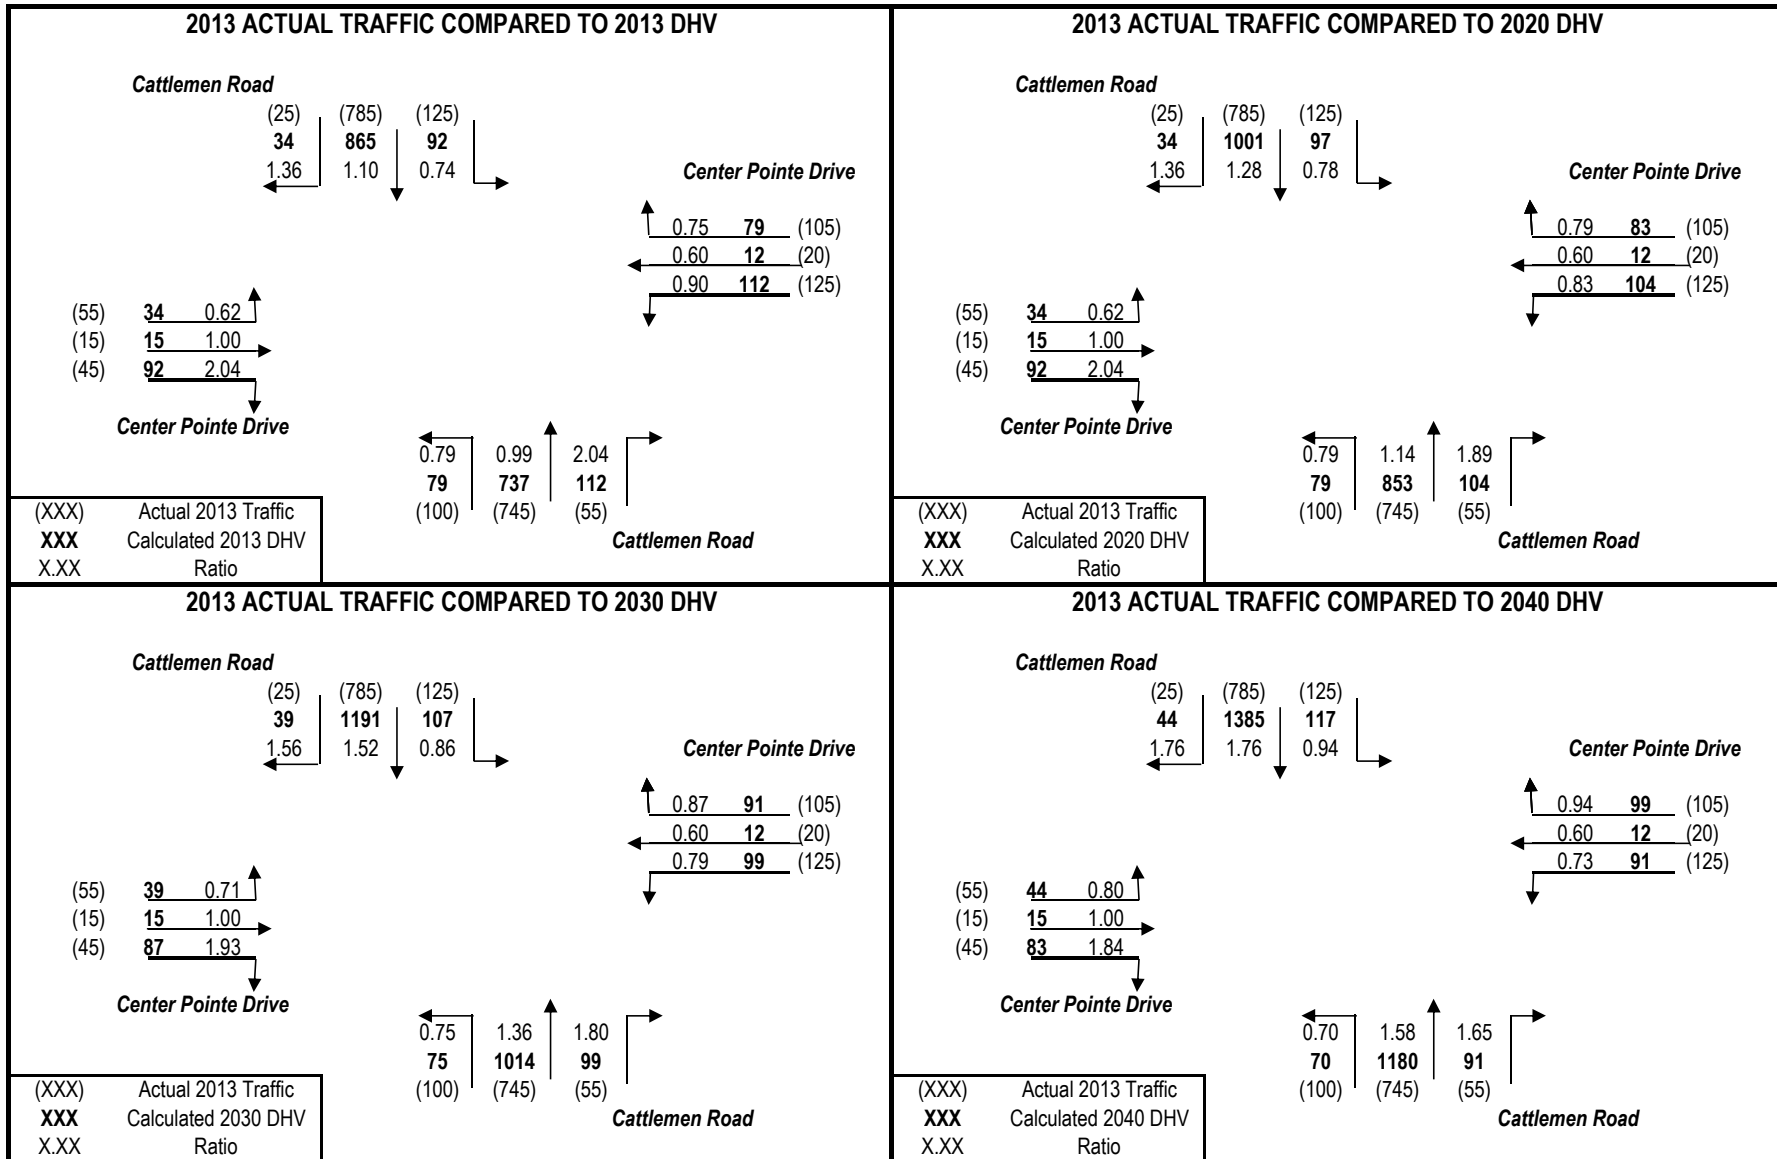 2013 ACTUAL TRAFFIC COMPARED TO 2013 DHV
Cattlemen Road
(25) (785) (125)
34 865 92
1.36 1.10 0.74
Center Pointe Drive
0.75 79 (105)
0.60 12 (20)
0.90 112 (125)
(55) 34 0.62
(15) 15 1.00
(45) 92 2.04
Center Pointe Drive
0.79 0.99 2.04
79 737 112
(100) (745) (55)
Cattlemen Road
(XXX) Actual 2013 Traffic
XXX Calculated 2013 DHV
X.XX Ratio
2013 ACTUAL TRAFFIC COMPARED TO 2020 DHV
Cattlemen Road
(25) (785) (125)
34 1001 97
1.36 1.28 0.78
Center Pointe Drive
0.79 83 (105)
0.60 12 (20)
0.83 104 (125)
(55) 34 0.62
(15) 15 1.00
(45) 92 2.04
Center Pointe Drive
0.79 1.14 1.89
79 853 104
(100) (745) (55)
Cattlemen Road
(XXX) Actual 2013 Traffic
XXX Calculated 2020 DHV
X.XX Ratio
2013 ACTUAL TRAFFIC COMPARED TO 2030 DHV
Cattlemen Road
(25) (785) (125)
39 1191 107
1.56 1.52 0.86
Center Pointe Drive
0.87 91 (105)
0.60 12 (20)
0.79 99 (125)
(55) 39 0.71
(15) 15 1.00
(45) 87 1.93
Center Pointe Drive
0.75 1.36 1.80
75 1014 99
(100) (745) (55)
Cattlemen Road
(XXX) Actual 2013 Traffic
XXX Calculated 2030 DHV
X.XX Ratio
2013 ACTUAL TRAFFIC COMPARED TO 2040 DHV
Cattlemen Road
(25) (785) (125)
44 1385 117
1.76 1.76 0.94
Center Pointe Drive
0.94 99 (105)
0.60 12 (20)
0.73 91 (125)
(55) 44 0.80
(15) 15 1.00
(45) 83 1.84
Center Pointe Drive
0.70 1.58 1.65
70 1180 91
(100) (745) (55)
Cattlemen Road
(XXX) Actual 2013 Traffic
XXX Calculated 2040 DHV
X.XX Ratio